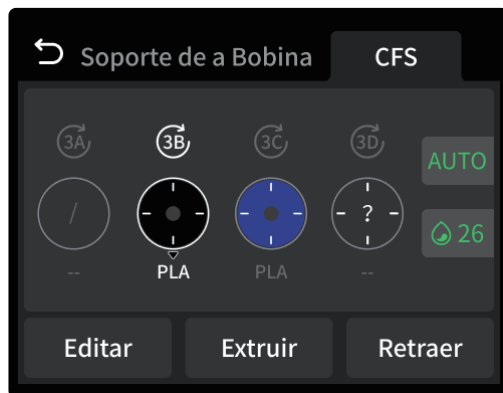 Soporte de a Bobina CFS
3A 3B 3C 3D
AUTO
/ ?
26
-- PLA PLA --
Editar Extruir Retraer